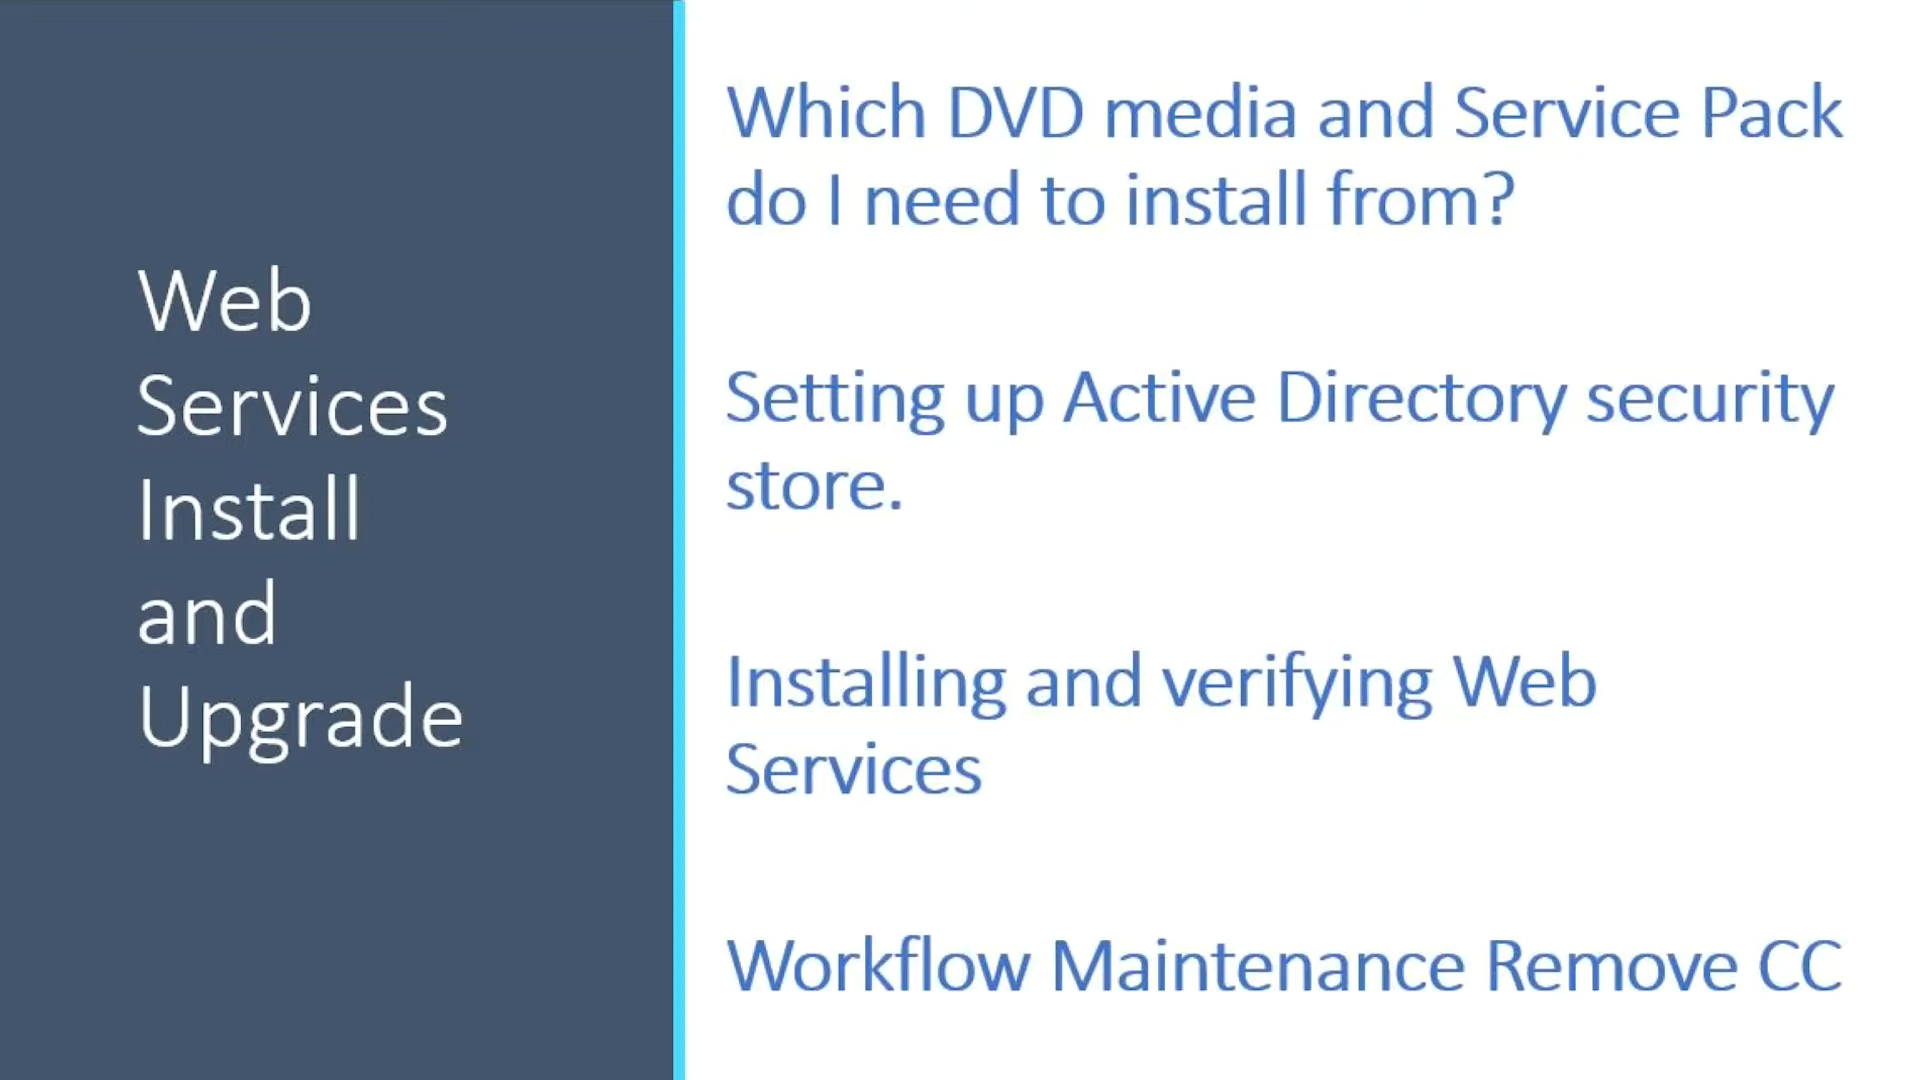 Web
Services
Install
and
Upgrade
Which DVD media and Service Pack
do I need to install from?
Setting up Active Directory security
store.
Installing and verifying Web
Services
Workflow Maintenance Remove CC